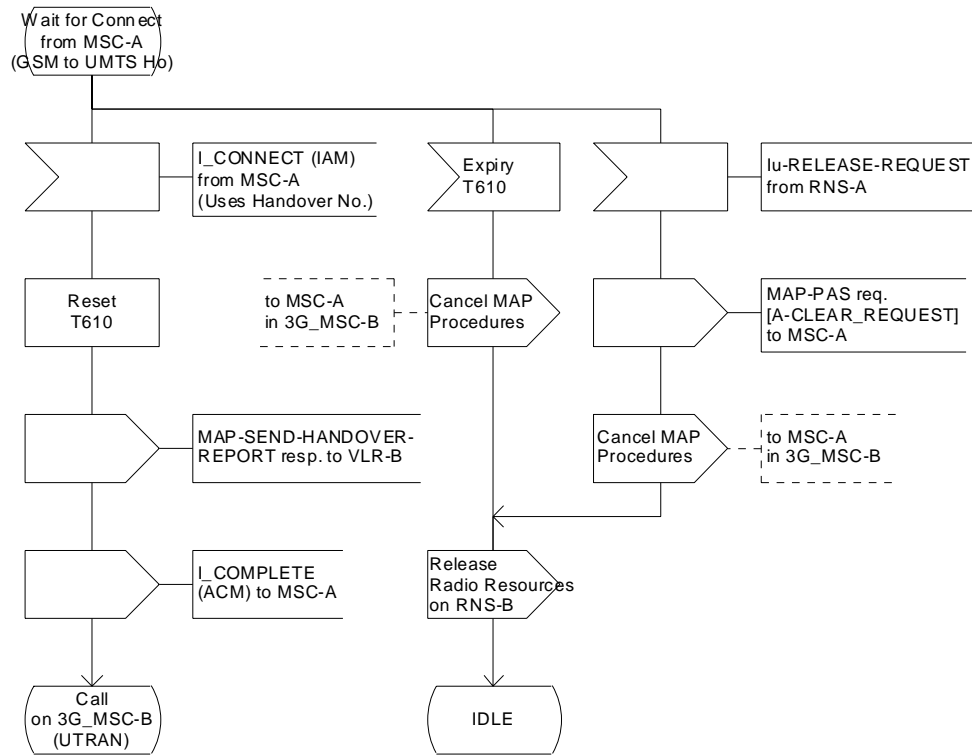 Wait for Connect
from MSC-A
(GSM to UMTS Ho)
I_CONNECT (IAM)
from MSC-A
(Uses Handover No.)
Expiry
T610
Iu-RELEASE-REQUEST
from RNS-A
Reset
T610
to MSC-A
in 3G_MSC-B
Cancel MAP
Procedures
MAP-PAS req.
[A-CLEAR_REQUEST]
to MSC-A
MAP-SEND-HANDOVER-
REPORT resp. to VLR-B
Cancel MAP
Procedures
to MSC-A
in 3G_MSC-B
I_COMPLETE
(ACM) to MSC-A
Release
Radio Resources
on RNS-B
Call
on 3G_MSC-B
(UTRAN)
IDLE